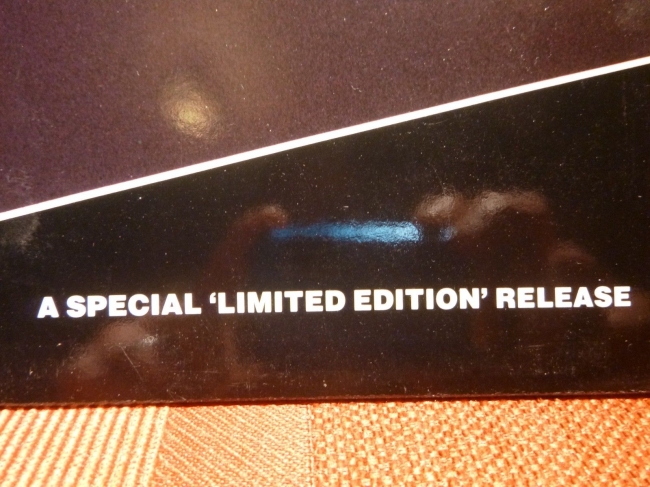 A SPECIAL ‘LIMITED EDITION’ RELEASE